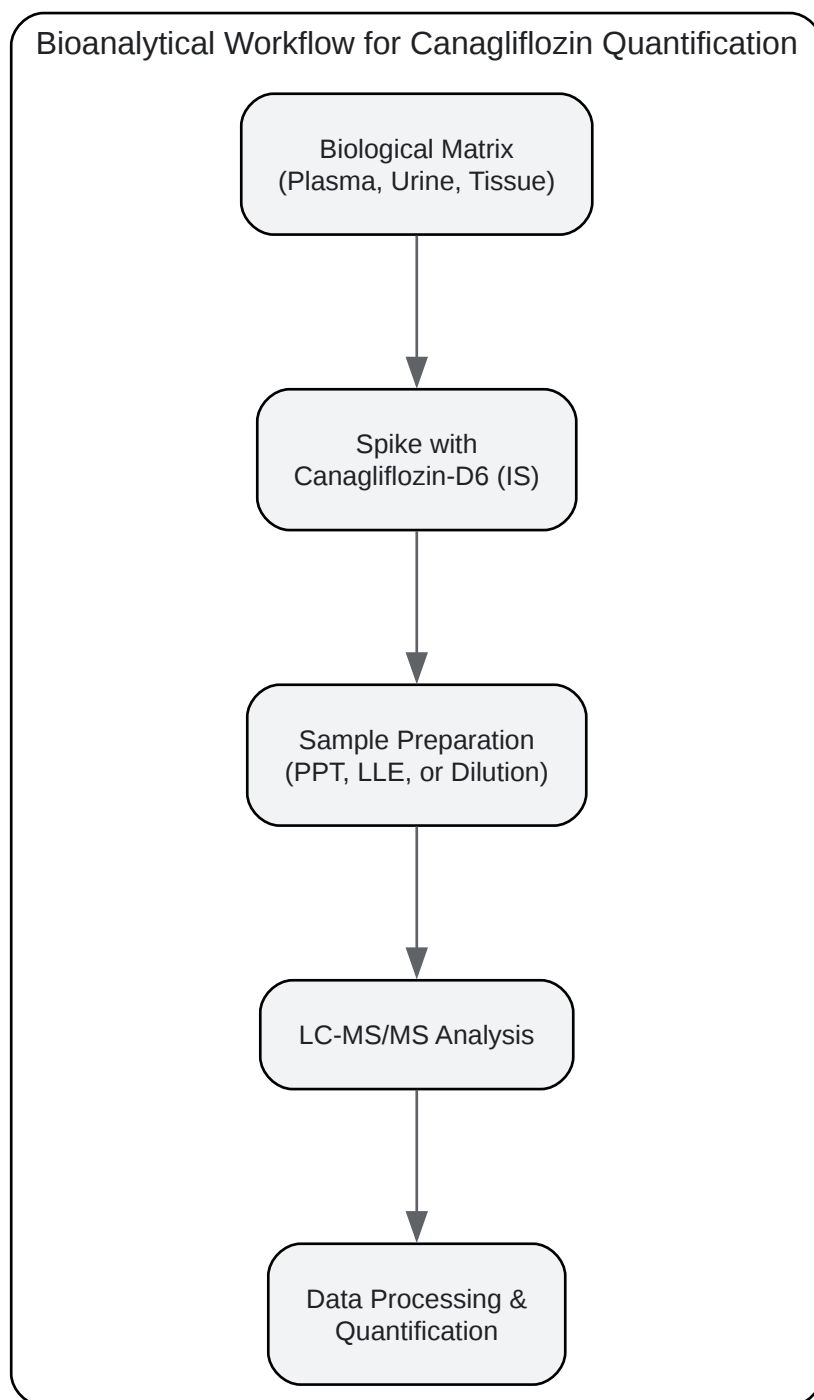 Bioanalytical Workflow for Canagliflozin Quantification
Biological Matrix
(Plasma, Urine, Tissue)
Spike with
Canagliflozin-D6 (IS)
Sample Preparation
(PPT, LLE, or Dilution)
LC-MS/MS Analysis
Data Processing &
Quantification